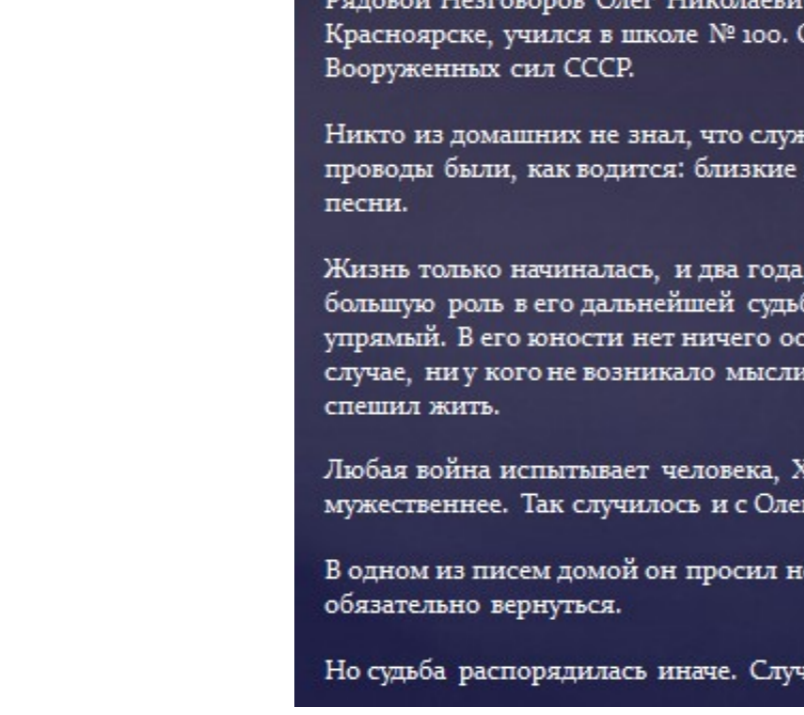 Рядовой Незговоров Олег Николаеви
Красноярске, учился в школе № 100.
Вооруженных сил СССР.
Никто из домашних не знал, что служ
проводы были, как водится: близкие
песни.
Жизнь только начиналась, и два года
большую роль в его дальнейшей судьб
упрямый. В его юности нет ничего ос
случае, ни у кого не возникало мысли
спешил жить.
Любая война испытывает человека, Х
мужественнее. Так случилось и с Олег
В одном из писем домой он просил не
обязательно вернуться.
Но судьба распорядилась иначе. Случ